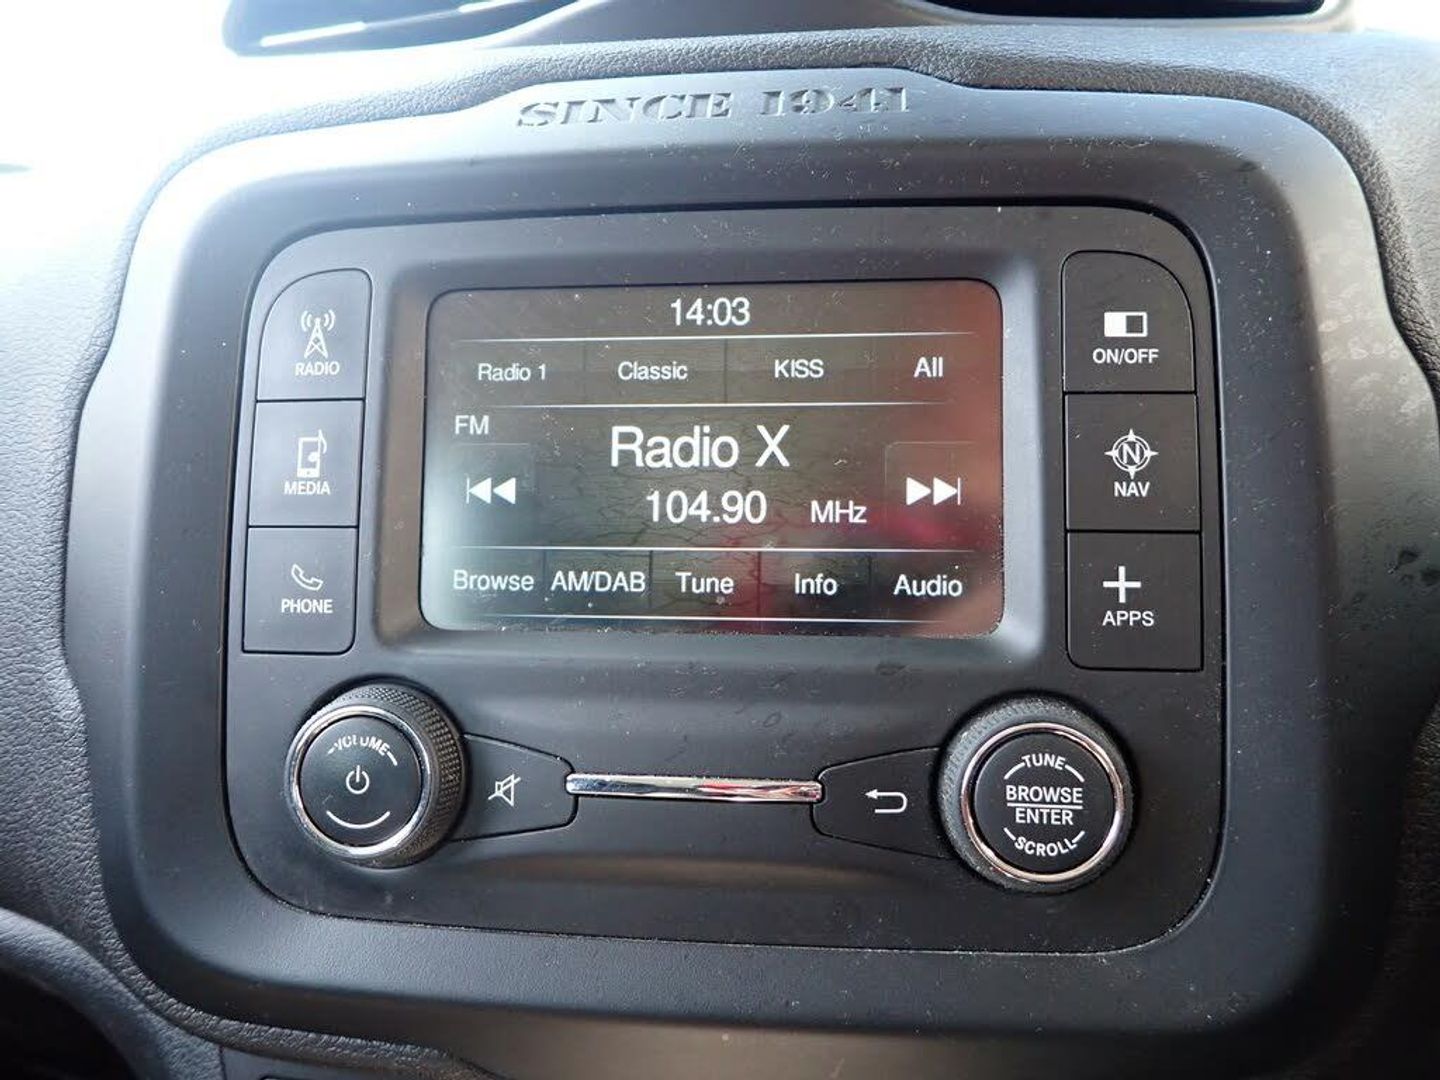 SINCE 1941
RADIO
MEDIA
PHONE
14:03
Radio 1 Classic KISS All
FM
Radio X
104.90 MHz
Browse AM/DAB Tune Info Audio
ON/OFF
N
NAV
APPS
VOLUME
TUNE
BROWSE
ENTER
SCROLL